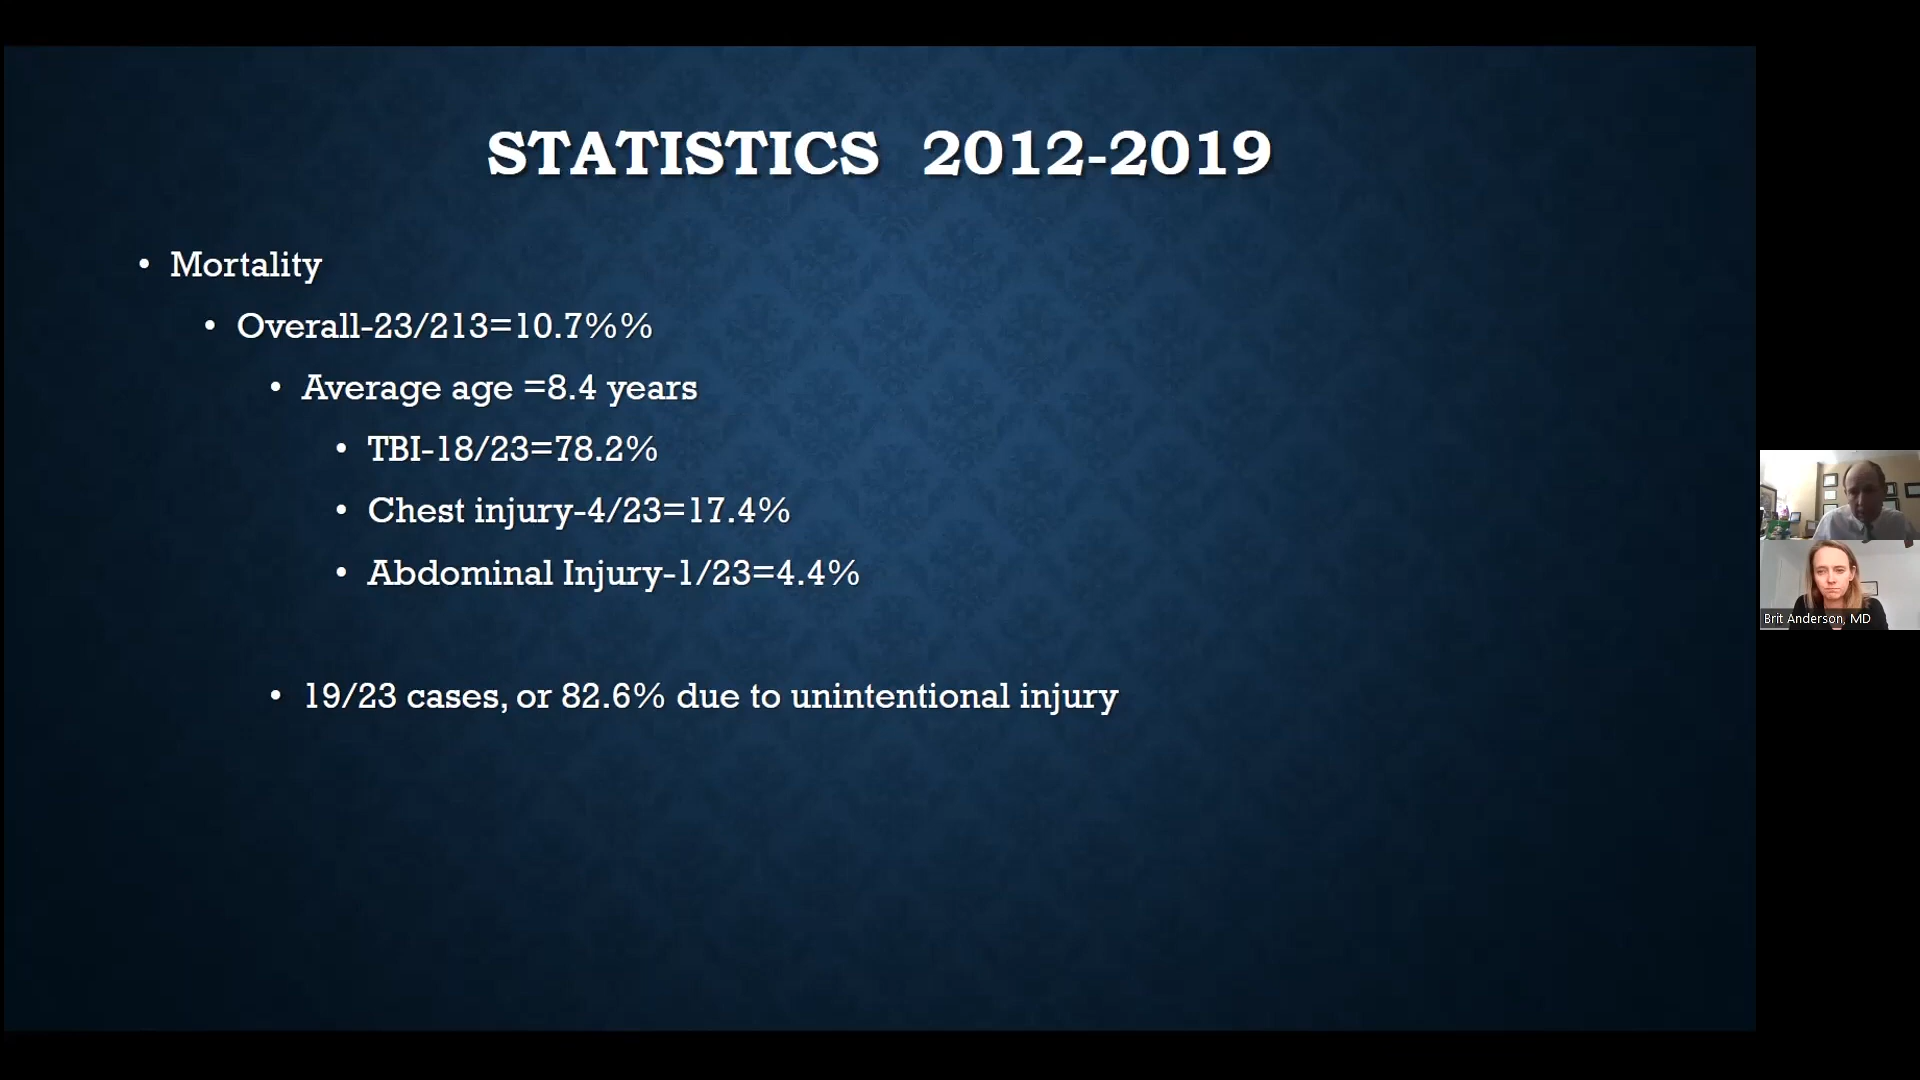 STATISTICS 2012-2019
• Mortality
• Overall-23/213=10.7%%
• Average age =8.4 years
• TBI-18/23=78.2%
• Chest injury-4/23=17.4%
• Abdominal Injury-1/23=4.4%
• 19/23 cases, or 82.6% due to unintentional injury
Brit Anderson, MD